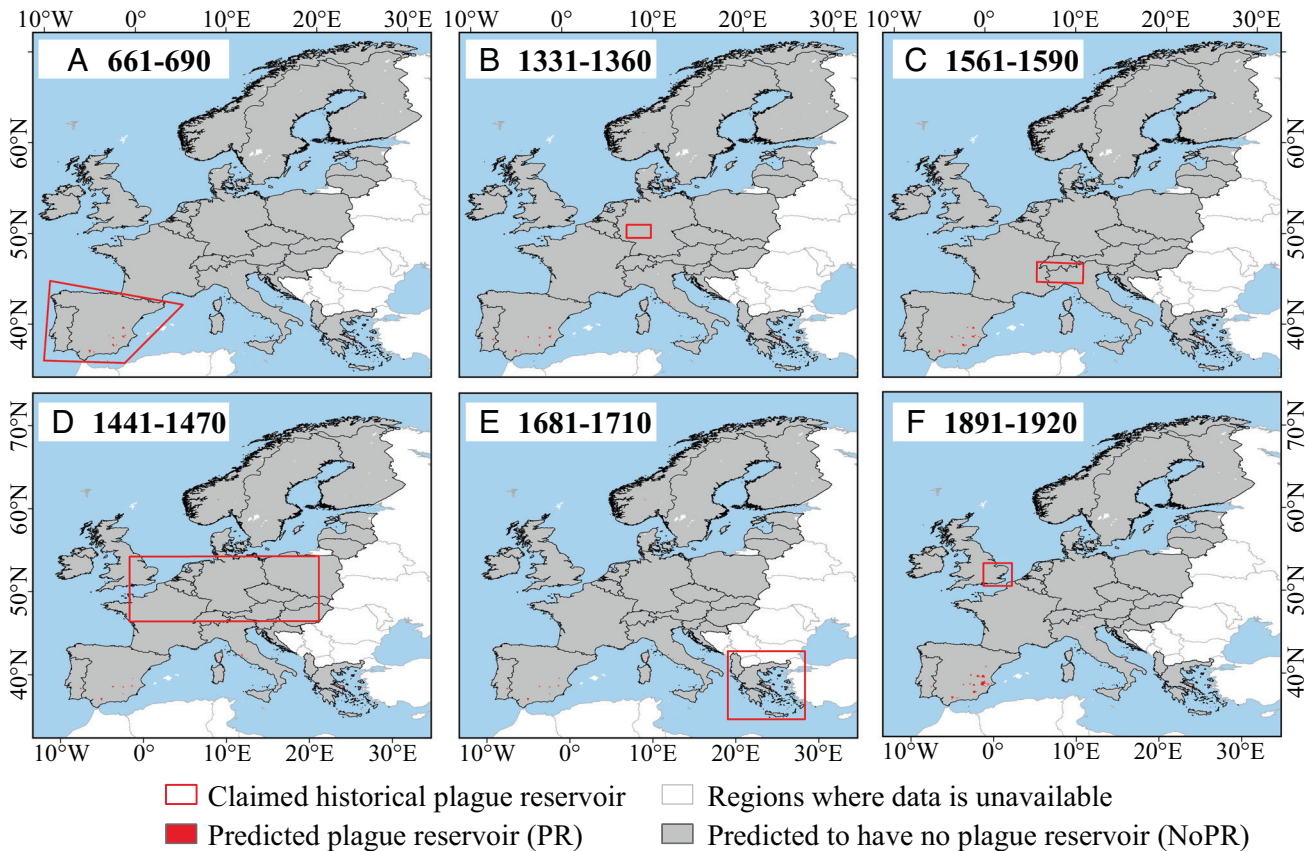 10°W 0° 10°E 20°E 30°E 10°W 0° 10°E 20°E 30°E 10°W 0° 10°E 20°E 30°E
A 661-690
B 1331-1360
C 1561-1590
60°N
50°N
40°N
60°N
50°N
40°N
D 1441-1470
E 1681-1710
F 1891-1920
70°N
60°N
50°N
40°N
70°N
60°N
50°N
40°N
10°W 0° 10°E 20°E 30°E 10°W 0° 10°E 20°E 30°E 10°W 0° 10°E 20°E 30°E
Claimed historical plague reservoir
Regions where data is unavailable
Predicted plague reservoir (PR)
Predicted to have no plague reservoir (NoPR)